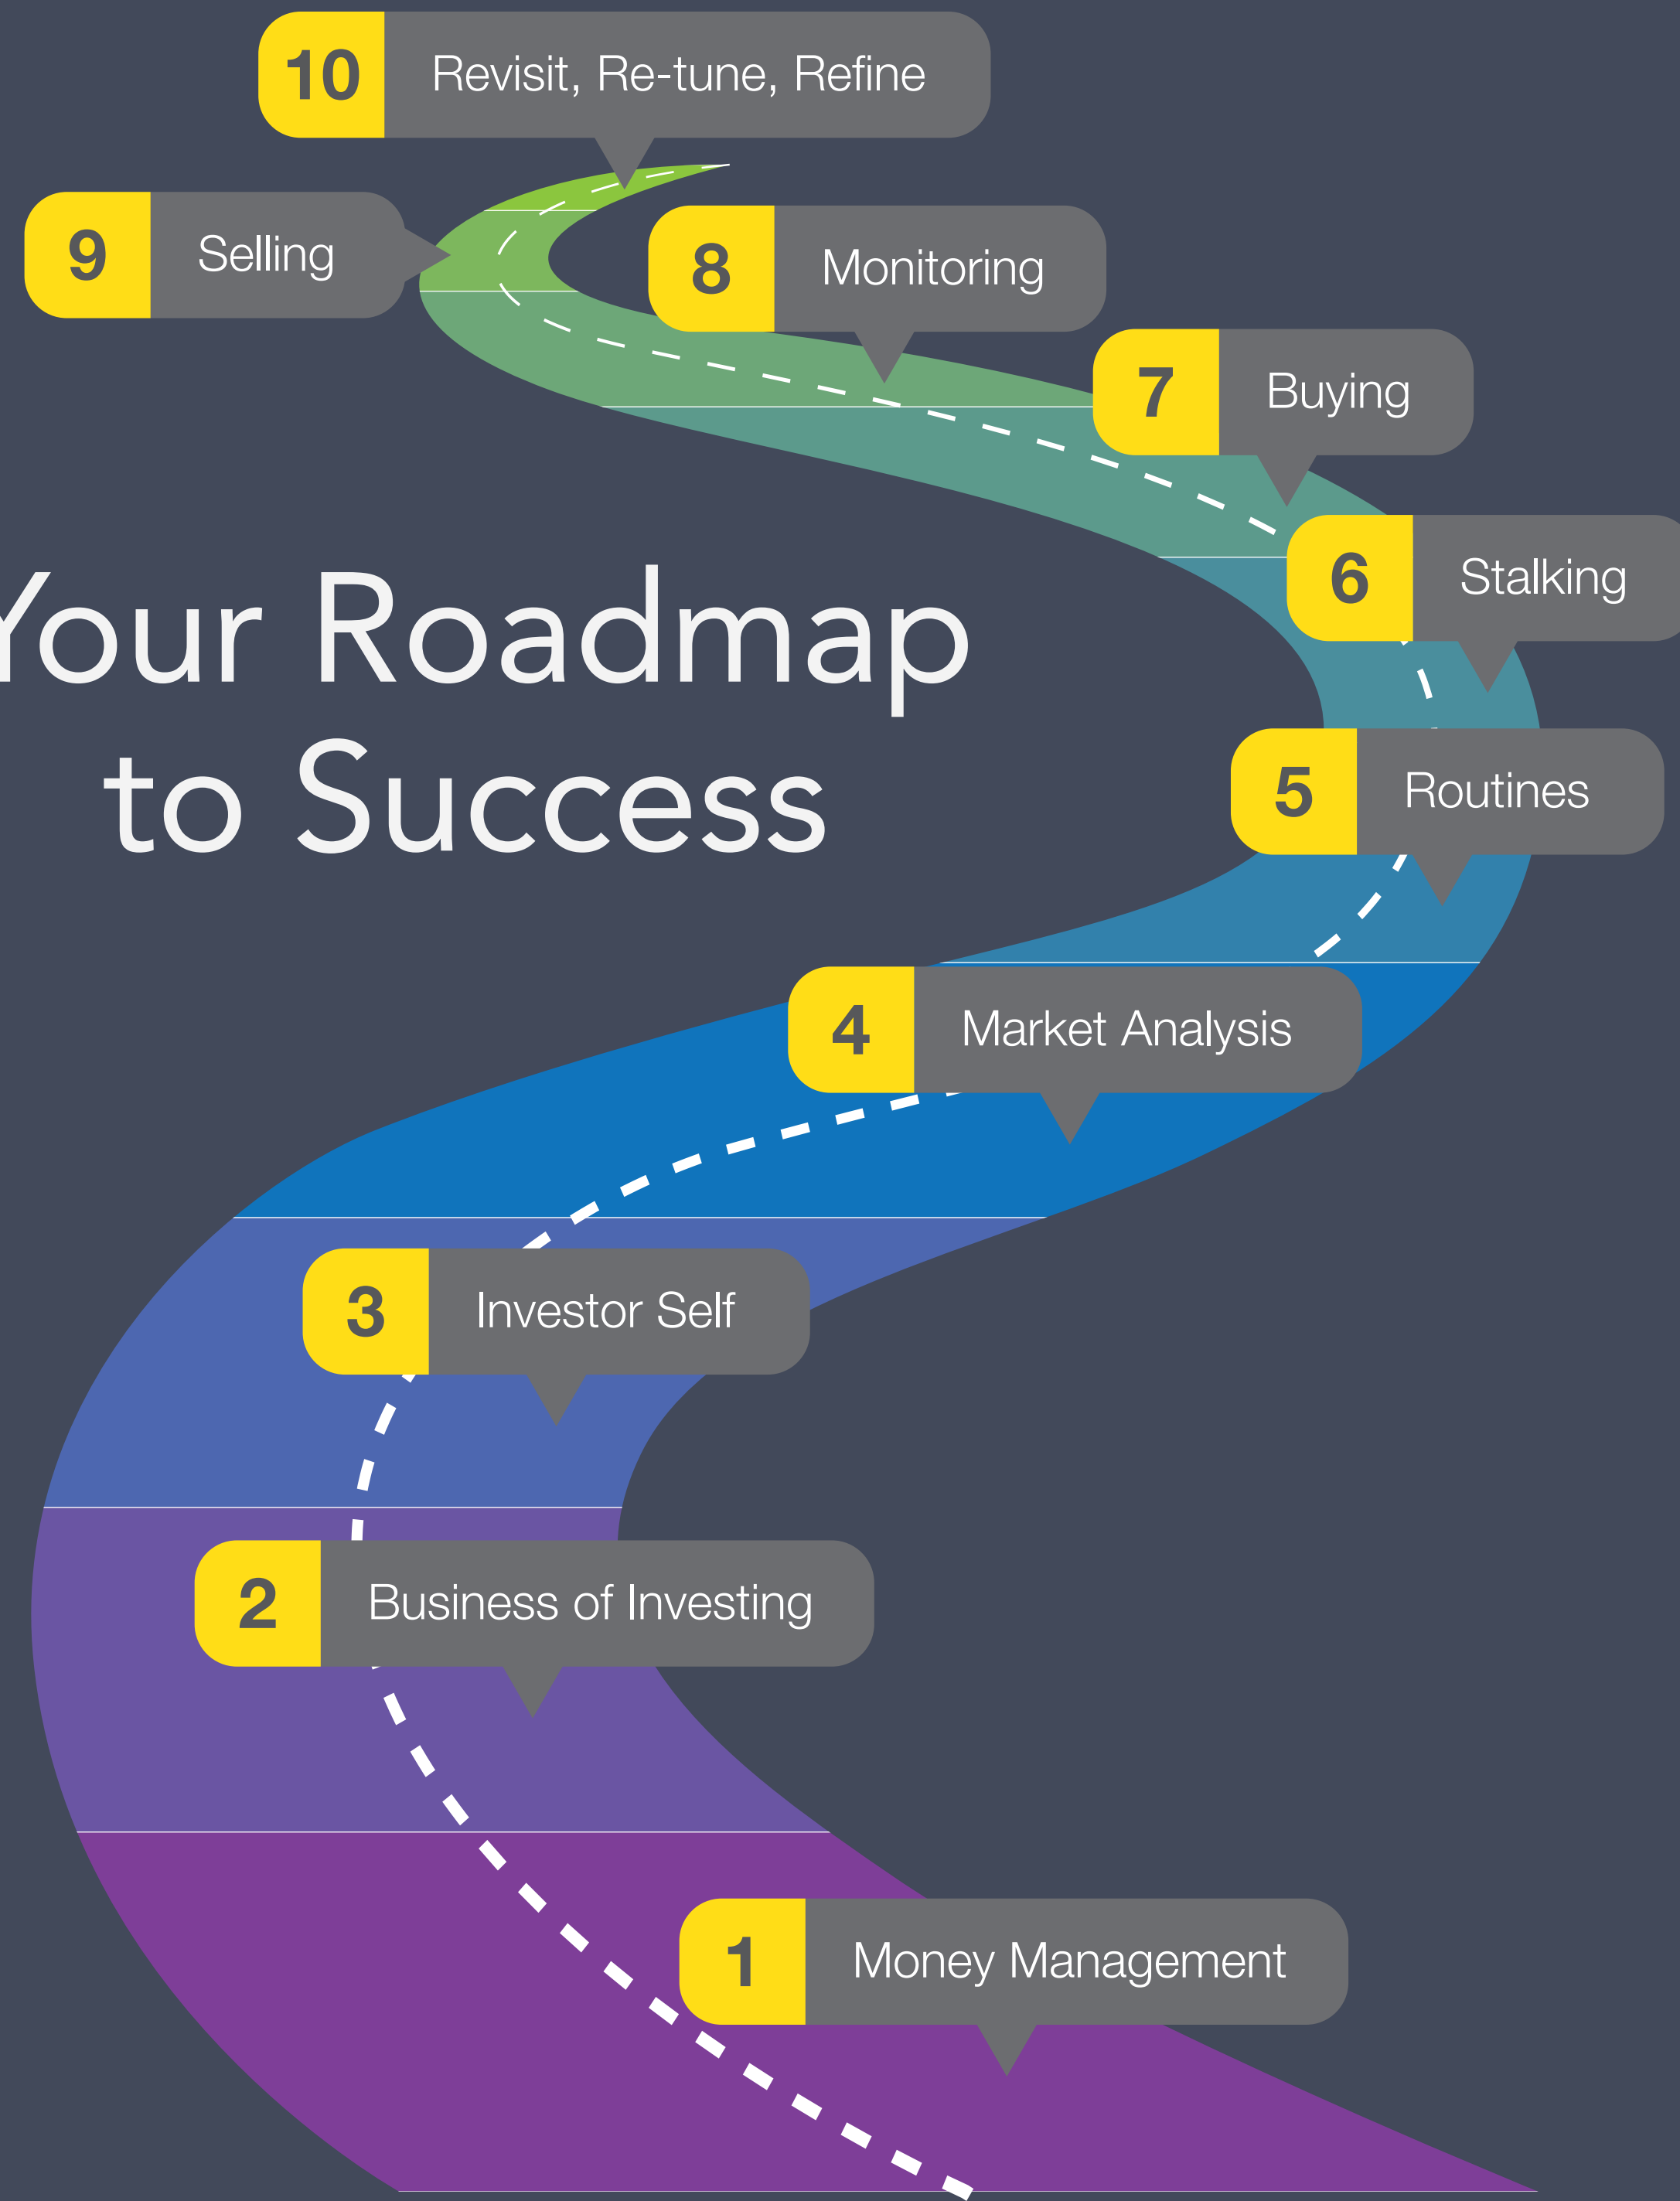 10 Revisit, Re-tune, Refine
9 Selling
8 Monitoring
7 Buying
6 Stalking
Your Roadmap
to Success
5 Routines
4 Market Analysis
3 Investor Self
2 Business of Investing
1 Money Management